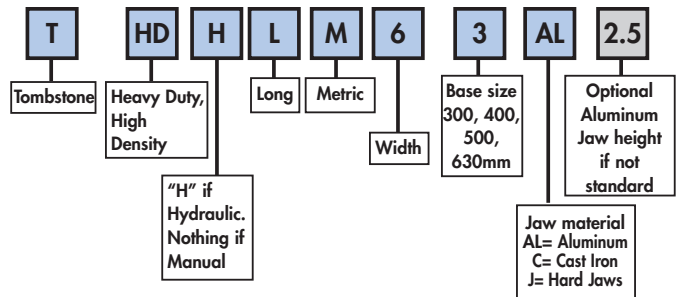 T HD H L M 6 3 AL 2.5
Tombstone
Heavy Duty,
High
Density
"H" if
Hydraulic.
Nothing if
Manual
Long
Metric
Width
Base size
300, 400,
500,
630mm
Jaw material
AL= Aluminum
C= Cast Iron
J= Hard Jaws
Optional
Aluminum
Jaw height
if not
standard